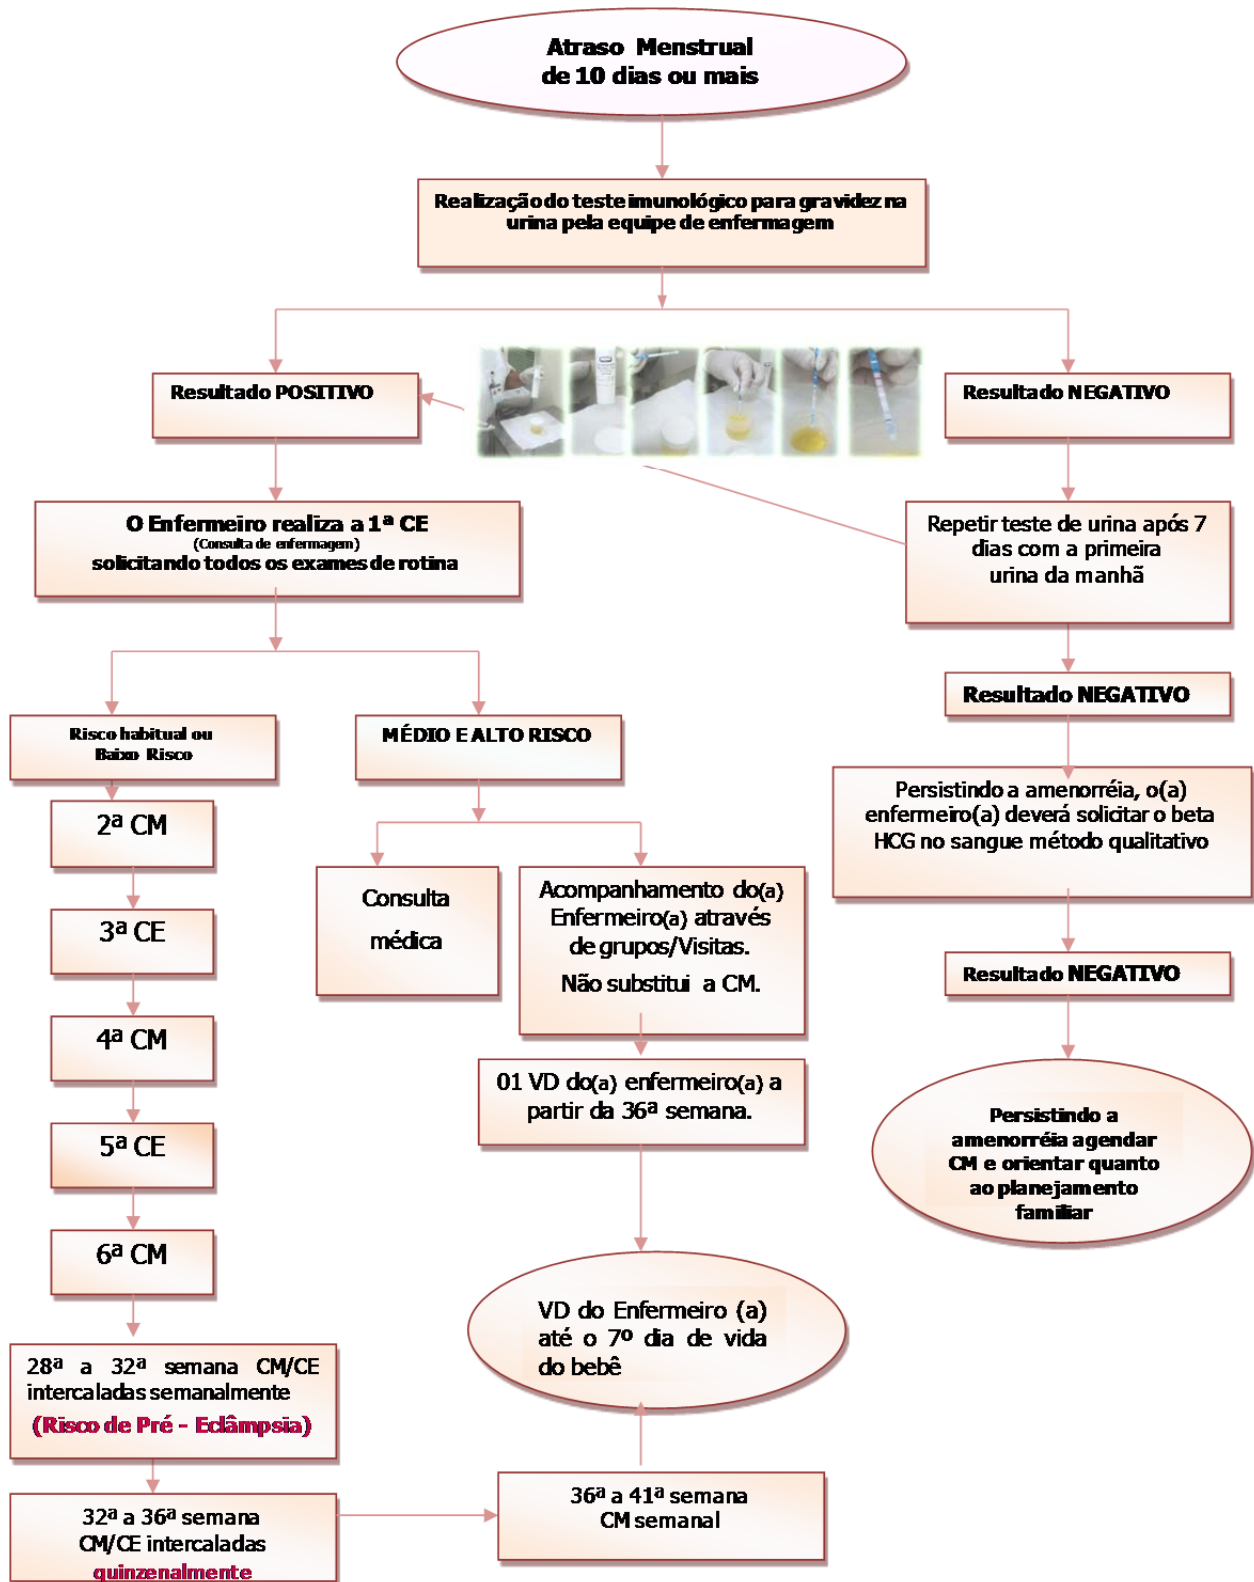 Atraso Menstrual
de 10 dias ou mais
Realização do teste imunológico para gravidez na
urina pela equipe de enfermagem
Resultado POSITIVO
Resultado NEGATIVO
O Enfermeiro realiza a 1ª CE
(Consulta de enfermagem)
solicitando todos os exames de rotina
Repetir teste de urina após 7
dias com a primeira
urina da manhã
Resultado NEGATIVO
Risco habitual ou
Baixo Risco
MÉDIO E ALTO RISCO
Persistindo a amenorréia, o(a)
enfermeiro(a) deverá solicitar o beta
HCG no sangue método qualitativo
2ª CM
3ª CE
4ª CM
5ª CE
6ª CM
Consulta
médica
Acompanhamento do(a)
Enfermeiro(a) através
de grupos/Visitas.
Não substitui a CM.
Resultado NEGATIVO
01 VD do(a) enfermeiro(a) a
partir da 36ª semana.
Persistindo a
amenorréia agendar
CM e orientar quanto
ao planejamento
familiar
VD do Enfermeiro (a)
até o 7º dia de vida
do bebê
28ª a 32ª semana CM/CE
intercaladas semanalmente
(Risco de Pré - Eclâmpsia)
32ª a 36ª semana
CM/CE intercaladas
quinzenalmente
36ª a 41ª semana
CM semanal